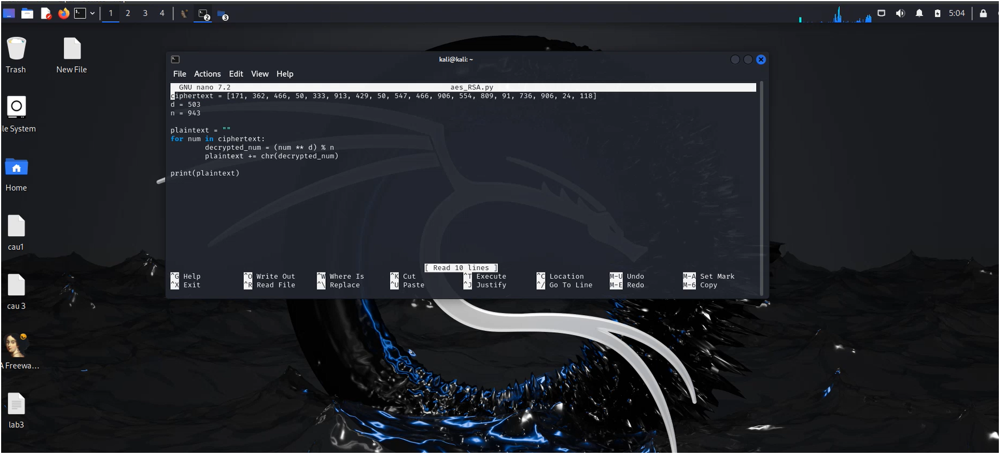 1 2 3 4
2
3
5:04
Trash
New File
le System
Home
cau1
cau 3
A Freewa...
lab3
kali@kali: ~
File Actions Edit View Help
GNU nano 7.2 aes_RSA.py
ciphertext = [171, 362, 466, 50, 333, 913, 429, 50, 547, 466, 906, 554, 809, 91, 736, 906, 24, 118]
d = 503
n = 943
plaintext = ""
for num in ciphertext:
decrypted_num = (num ** d) % n
plaintext += chr(decrypted_num)
print(plaintext)
[ Read 10 lines ]
^G Help ^O Write Out ^W Where Is ^K Cut ^T Execute ^C Location M-U Undo M-A Set Mark
^X Exit ^R Read File ^\ Replace ^U Paste ^J Justify ^/ Go To Line M-E Redo M-6 Copy